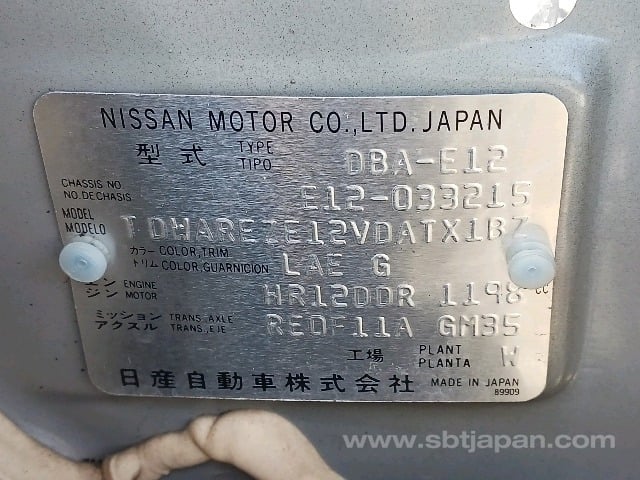 NISSAN MOTOR CO.,LTD. JAPAN
型式 TYPE TIPO DBA-E12
CHASSIS NO. NO.DECHASIS E12-033215
MODEL MODELO TDWAREZE12VDATX1BZ
カラー COLOR,TRIM トリム COLOR,GUARNICION LAE G
エンジン ENGINE MOTOR HR12DDR 1198 CC
ミッション TRANS. AXLE アクスル TRANS., EJE RE0F11A GM35
工場 PLANT PLANTA W
日産自動車株式会社 MADE IN JAPAN
89909
www.sbtjapan.com